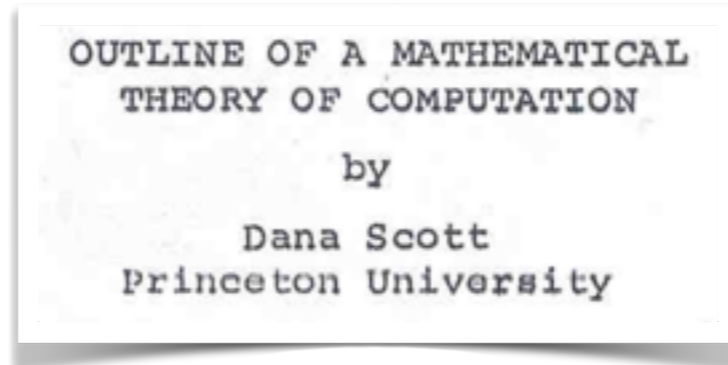 OUTLINE OF A MATHEMATICAL
THEORY OF COMPUTATION
by
Dana Scott
Princeton University